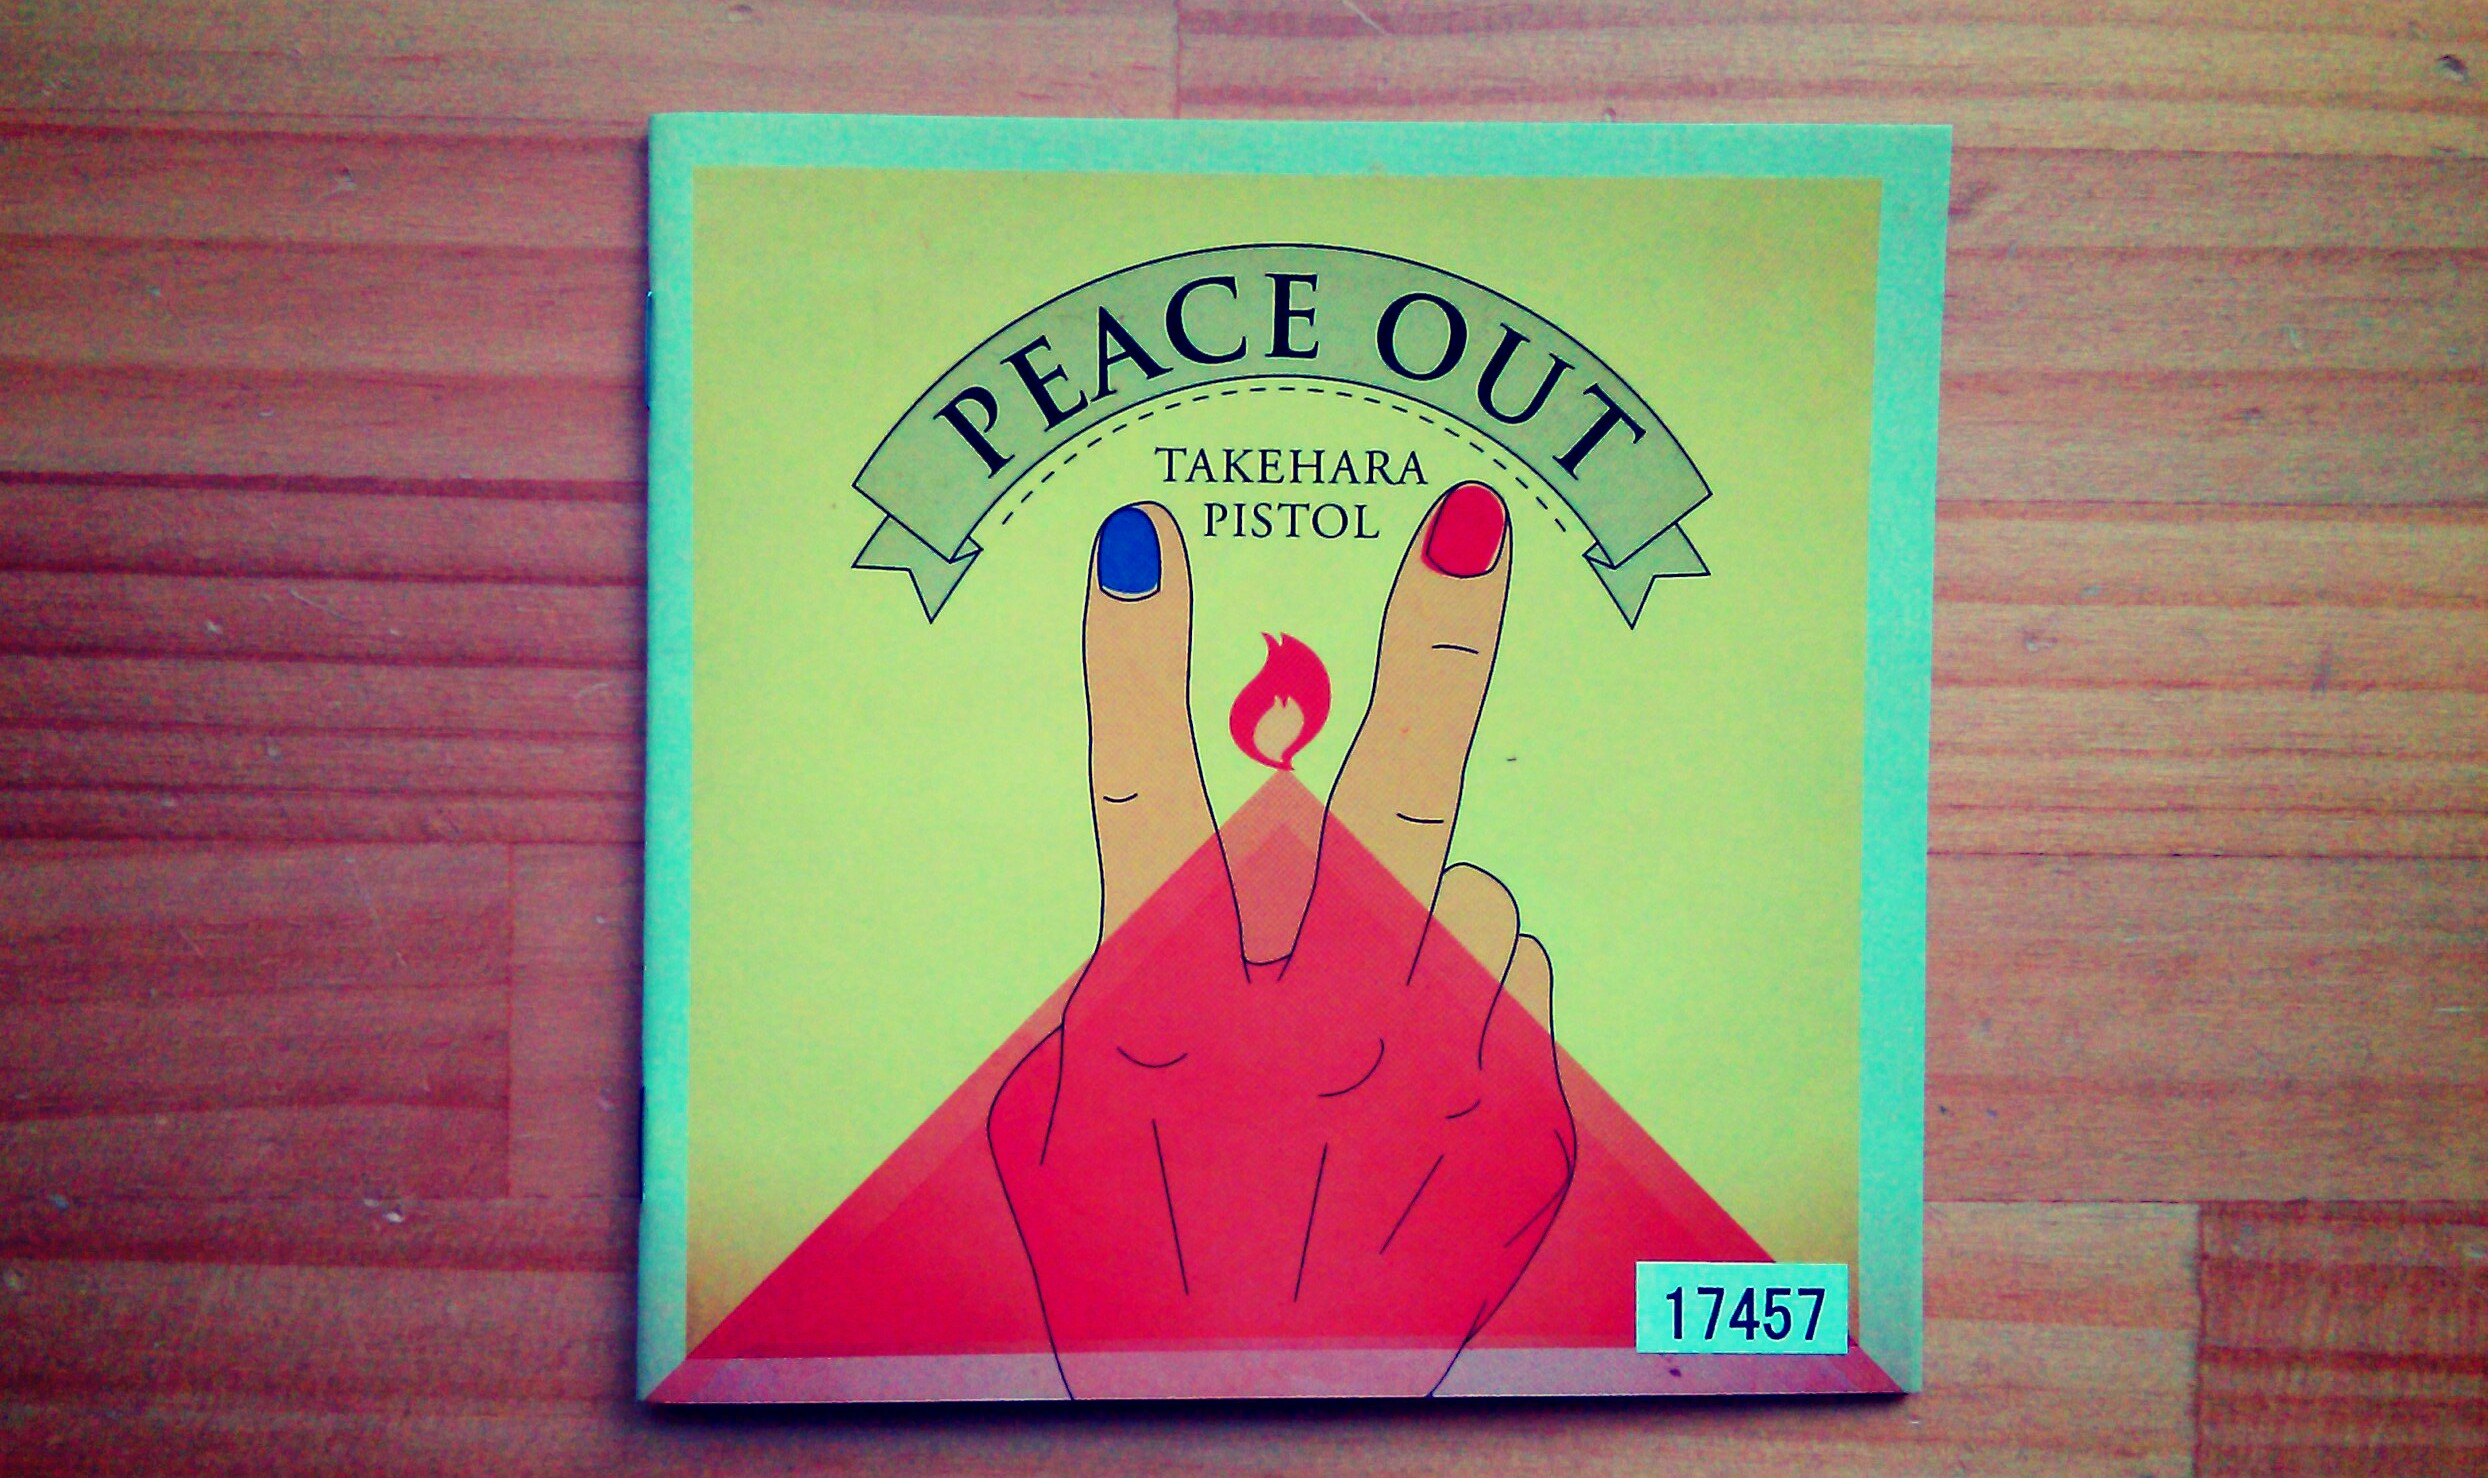 PEACE OUT
TAKEHARA
PISTOL
17457